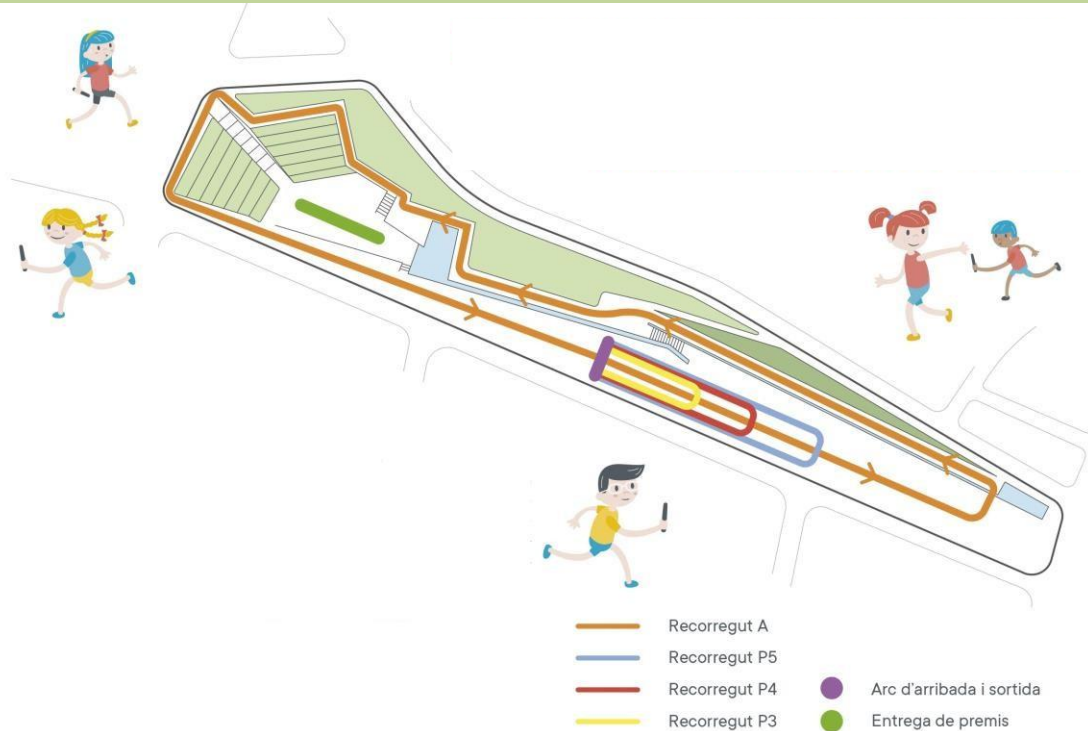 Recorregut A
Recorregut P5
Recorregut P4
Recorregut P3
Arc d'arribada i sortida
Entrega de premis